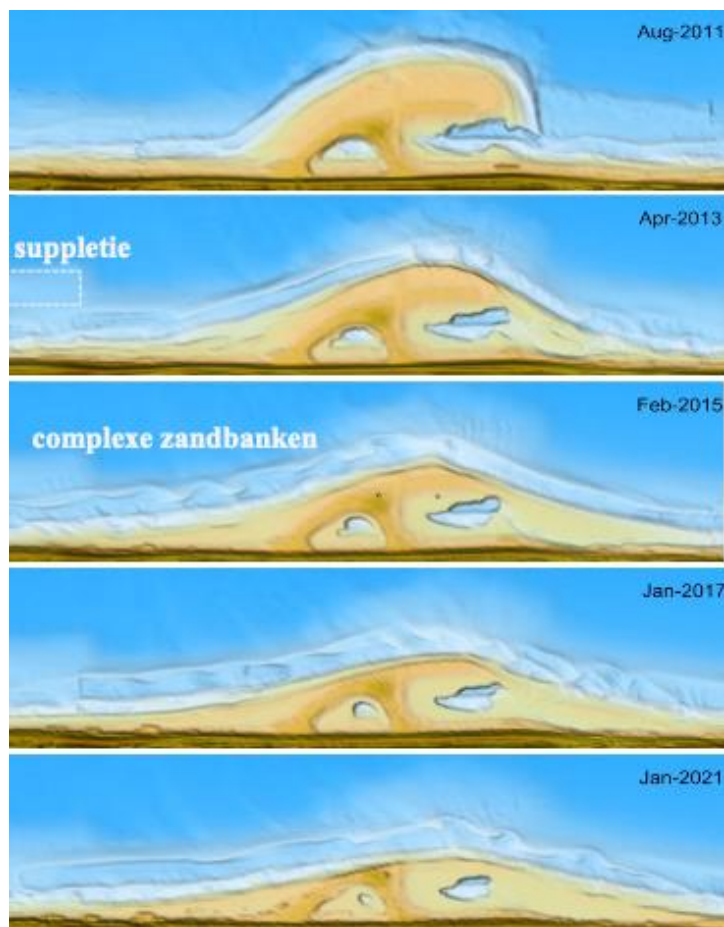 Aug-2011
Apr-2013
suppletie
Feb-2015
complexe zandbanken
Jan-2017
Jan-2021